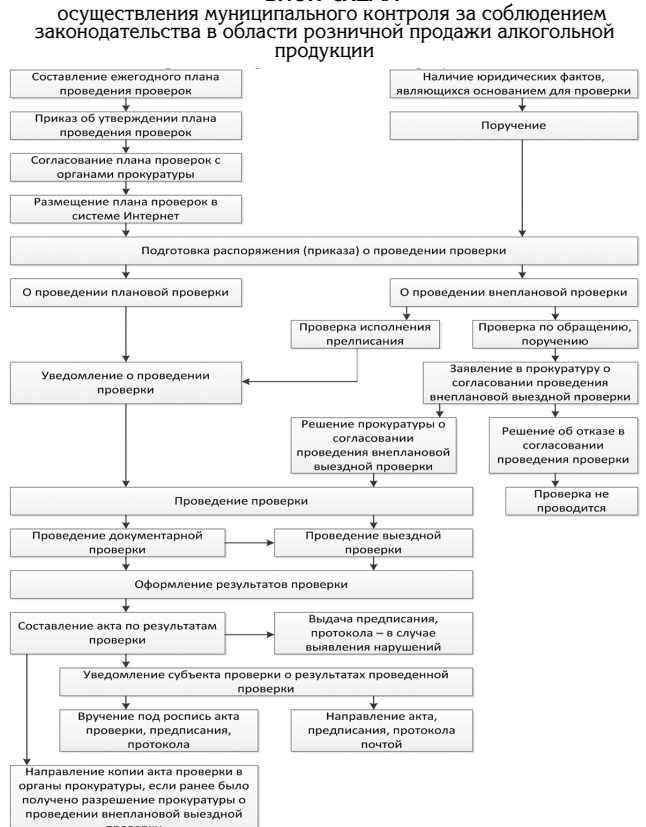 осуществления муниципального контроля за соблюдением
законодательства в области розничной продажи алкогольной
продукции
Составление ежегодного плана
проведения проверок
Наличие юридических фактов,
являющихся основанием для проверки
Приказ об утверждении плана
проведения проверок
Поручение
Согласование плана проверок с
органами прокуратуры
Размещение плана проверок в
системе Интернет
Подготовка распоряжения (приказа) о проведении проверки
О проведении плановой проверки
О проведении внеплановой проверки
Проверка исполнения
прелписания
Проверка по обращению,
поручению
Уведомление о проведении
проверки
Заявление в прокуратуру о
согласовании проведения
внеплановой выездной проверки
Решение прокуратуры о
согласовании
проведения внеплановой
выездной проверки
Решение об отказе в
согласовании
проведения проверки
Проведение проверки
Проверка не
проводится
Проведение документарной
проверки
Проведение выездной
проверки
Оформление результатов проверки
Составление акта по результатам
проверки
Выдача предписания,
протокола – в случае
выявления нарушений
Уведомление субъекта проверки о результатах проведенной
проверки
Вручение под роспись акта
проверки, предписания,
протокола
Направление акта,
предписания, протокола
почтой
Направление копии акта проверки в
органы прокуратуры, если ранее было
получено разрешение прокуратуры о
проведении внеплановой выездной